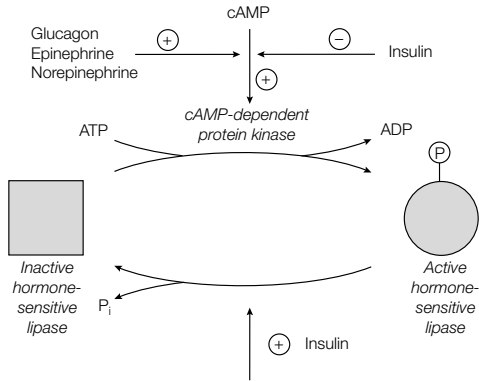 cAMP
Glucagon
Epinephrine
Norepinephrine
+
−
Insulin
+
cAMP-dependent
protein kinase
ATP
ADP
P
Inactive
hormone-
sensitive
lipase
Active
hormone-
sensitive
lipase
Pi
+
Insulin